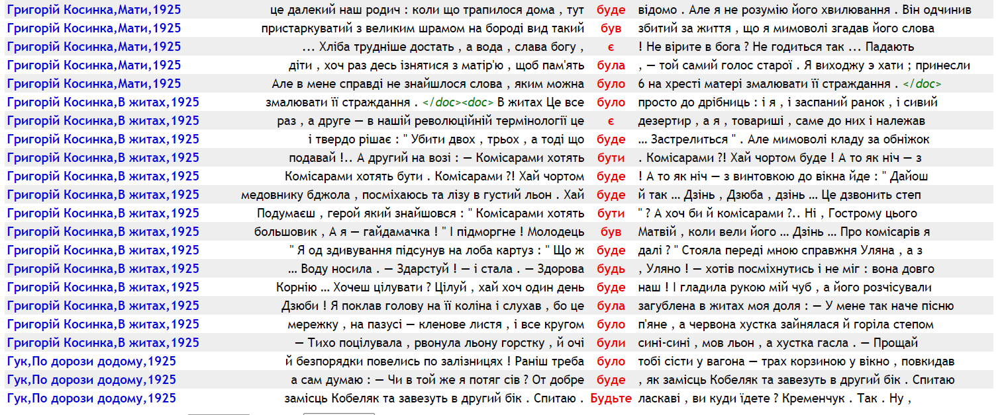 Григорій Косинка,Мати,1925 це далекий наш родич : коли що трапилося дома , тут буде відомо . Але я не розумію його хвилювання . Він одчинив
Григорій Косинка,Мати,1925 пристаркуватий з великим шрамом на бороді вид такий був збитий за життя , що я мимоволі згадав його слова
Григорій Косинка,Мати,1925 ... Хліба трудніше достать , а вода , слава богу , є ! Не вірите в бога ? Не годиться так ... Падають
Григорій Косинка,Мати,1925 діти , хоч раз десь ізнятися з матір'ю , щоб пам'ять була , — той самий голос старої . Я виходжу э хати ; принесли
Григорій Косинка,Мати,1925 Але в мене справді не знайшлося слова , яким можна було 6 на хресті матері змалювати її страждання . </doc>
Григорій Косинка,В житах,1925 змалювати її страждання . </doc><doc> В житах Це все було просто до дрібниць : і я , і заспаний ранок , і сивий
Григорій Косинка,В житах,1925 раз , а друге — в нашій революційній термінології це є дезертир , а я , товариші , саме до них і належав
Григорій Косинка,В житах,1925 і твердо рішає : " Убити двох , трьох , а тоді що буде ... Застрелиться " . Але мимоволі кладу за обніжок
Григорій Косинка,В житах,1925 подавай !.. А другий на возі : — Комісарами хотять бути . Комісарами ?! Хай чортом буде ! А то як ніч — з
Григорій Косинка,В житах,1925 Комісарами хотять бути . Комісарами ?! Хай чортом буде ! А то як ніч — з винтовкою до вікна йде : " Дайош
Григорій Косинка,В житах,1925 медовнику бджола , посміхаюсь та лізу в густий льон . Хай буде й так ... Дзінь , Дзюба , дзінь ... Це дзвонить степ
Григорій Косинка,В житах,1925 Подумаєш , герой який знайшовся : " Комісарами хотять бути " ? А хоч би й комісарами ?.. Ні , Гострому цього
Григорій Косинка,В житах,1925 большовик , А я — гайдамачка ! " І підморгне ! Молодець був Матвій , коли вели його ... Дзінь ... Про комісарів я
Григорій Косинка,В житах,1925 " Я од здивування підсунув на лоба картуз : " Що ж буде далі ? " Стояла переді мною справжня Уляна , а з
Григорій Косинка,В житах,1925 ... Воду носила . — Здарстуй ! — і стала . — Здорова будь , Уляно ! — хотів посміхнутись і не міг : вона довго
Григорій Косинка,В житах,1925 Корнію ... Хочеш цілувати ? Цілуй , хай хоч один день буде наш ! І гладила рукою мій чуб , а його розчісували
Григорій Косинка,В житах,1925 Дзюби ! Я поклав голову на її коліна і слухав , бо це була загублена в житах моя доля : — У мене так наче пісню
Григорій Косинка,В житах,1925 мережку , на пазусі — кленове листя , і все кругом було п'яне , а червона хустка зайнялася й горіла степом
Григорій Косинка,В житах,1925 — Тихо поцілувала , рвонула льону горстку , й очі були сині-сині , мов льон , а хустка гасла . — Прощай
Гук,По дорози додому,1925 й безпорядки повелись по залізницях ! Раніш треба було тобі сісти у вагона — трах корзиною у вікно , повкидав
Гук,По дорози додому,1925 а сам думаю : — Чи в той же я потяг сів ? От добре буде , як замісць Кобеляк та завезуть в другий бік . Спитаю
Гук,По дорози додому,1925 замісць Кобеляк та завезуть в другий бік . Спитаю . Будьте ласкаві , ви куди їдете ? Кременчук . Так . Ну ,